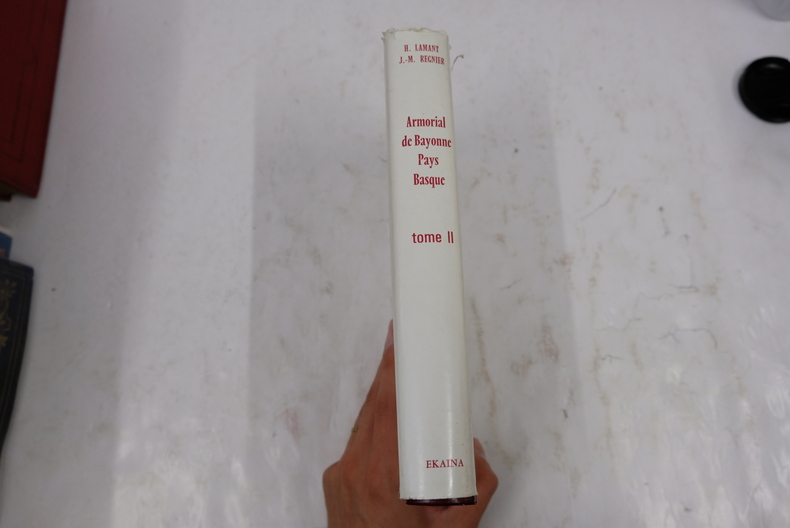 H. LAMANT
J.-M. REGNIER
Armorial
de Bayonne
Pays
Basque
tome II
EKAINA